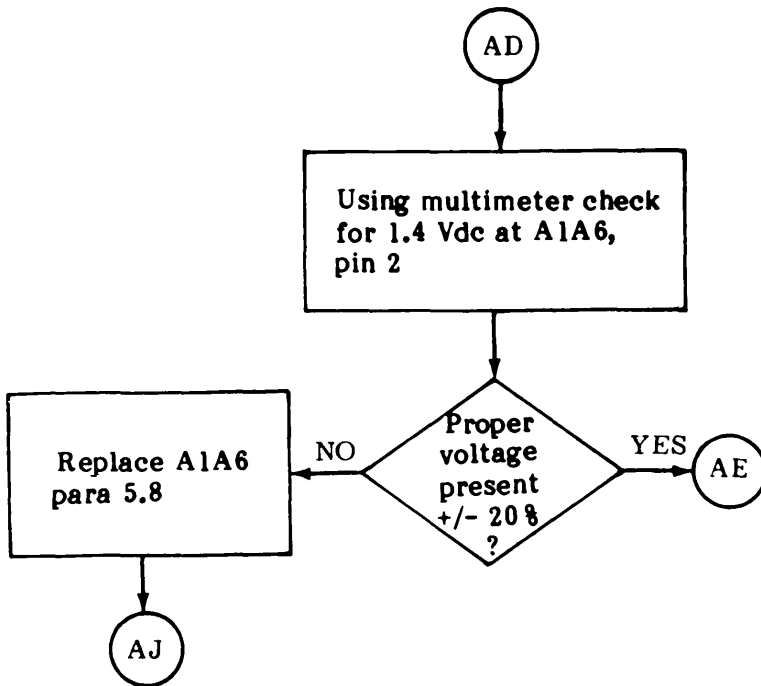 AD
Using multimeter check
for 1.4 Vdc at A1A6,
pin 2
Proper
voltage
present
+/- 20%
?
NO
YES
Replace A1A6
para 5.8
AE
AJ